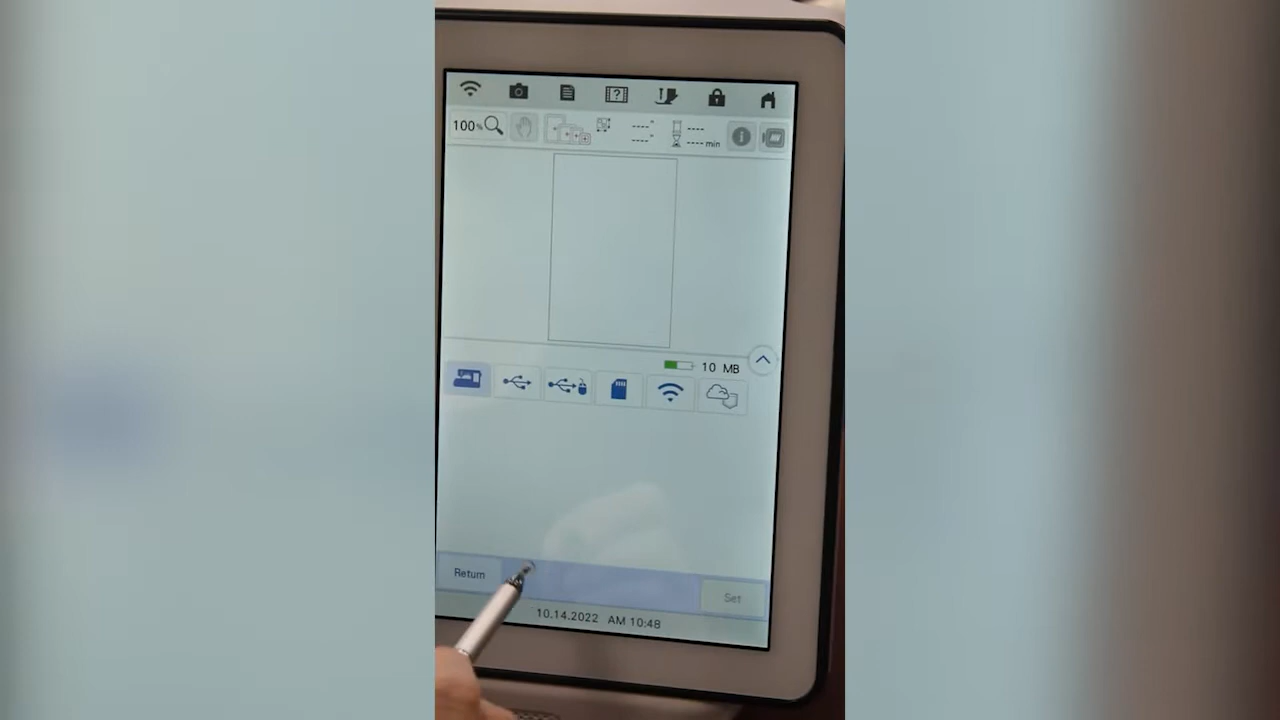 100%
---- ----
---- ---- min
10 MB
Return
Set
10.14.2022 AM 10:48